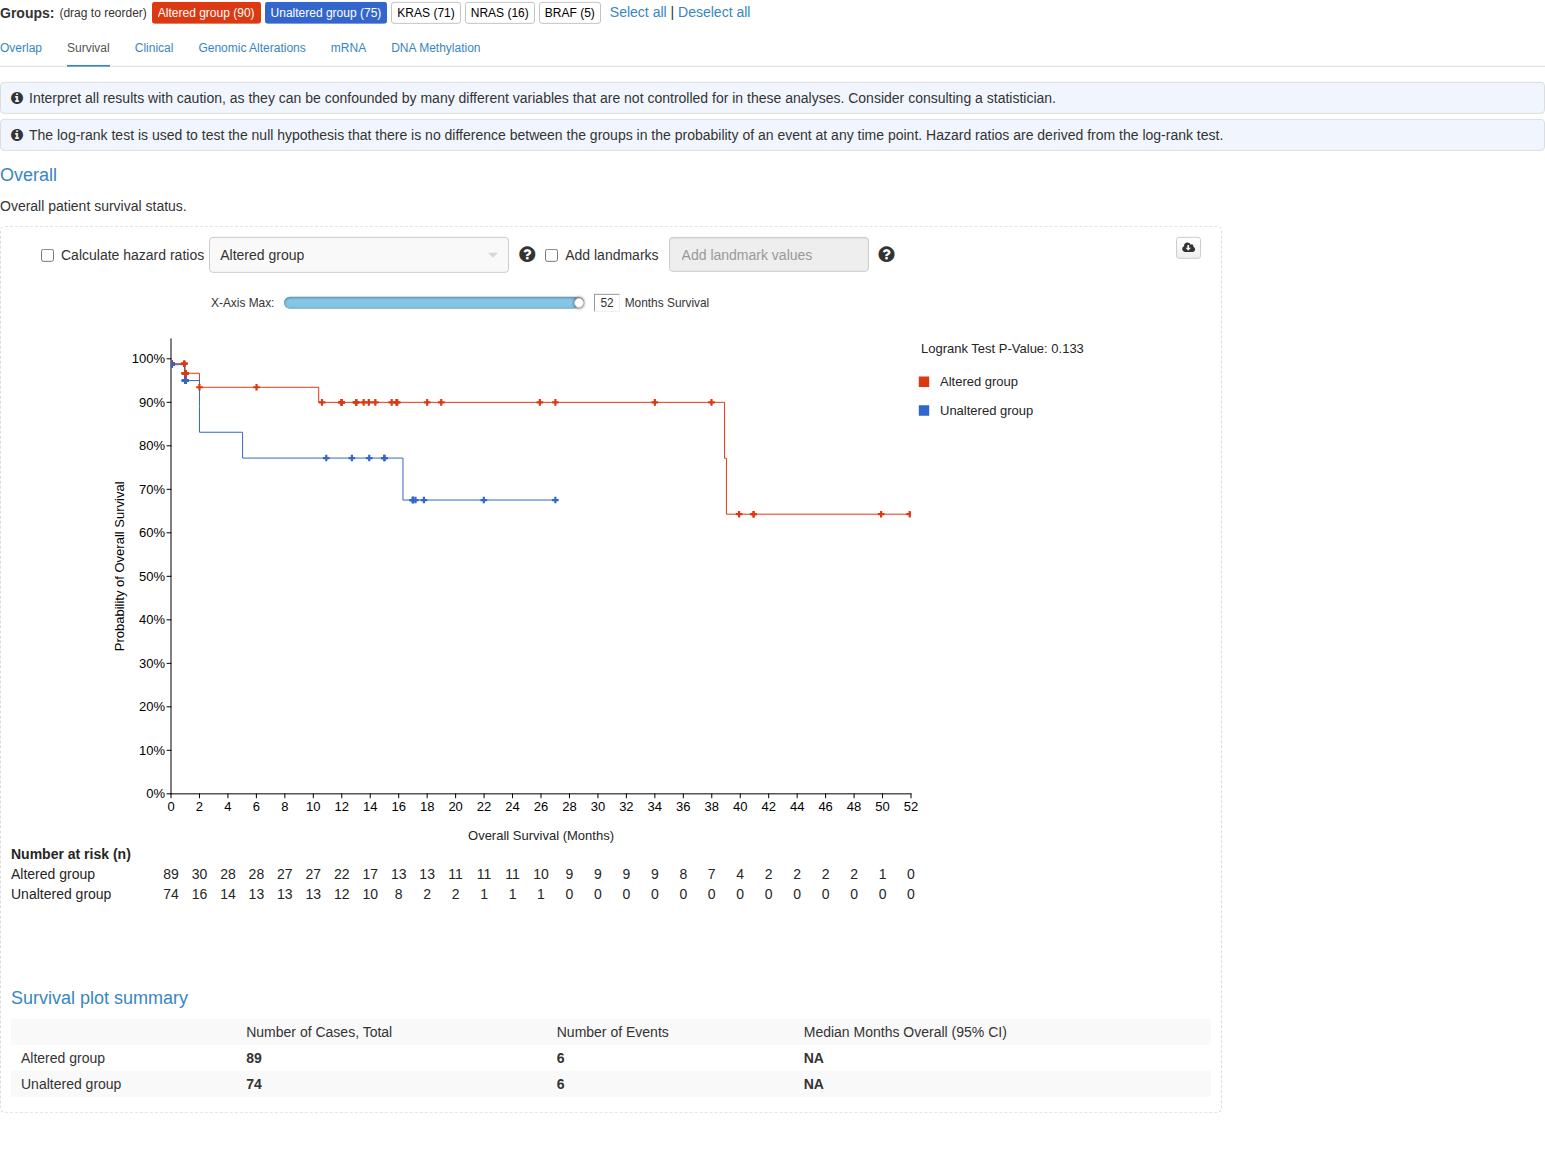 Groups: (drag to reorder) Altered group (90) Unaltered group (75) KRAS (71) NRAS (16) BRAF (5) Select all | Deselect all
Overlap Survival Clinical Genomic Alterations mRNA DNA Methylation
Interpret all results with caution, as they can be confounded by many different variables that are not controlled for in these analyses. Consider consulting a statistician.
The log-rank test is used to test the null hypothesis that there is no difference between the groups in the probability of an event at any time point. Hazard ratios are derived from the log-rank test.
Overall
Overall patient survival status.
Calculate hazard ratios Altered group Add landmarks Add landmark values
X-Axis Max: 52 Months Survival
Logrank Test P-Value: 0.133
Altered group
Unaltered group
Probability of Overall Survival
100%
90%
80%
70%
60%
50%
40%
30%
20%
10%
0%
0 2 4 6 8 10 12 14 16 18 20 22 24 26 28 30 32 34 36 38 40 42 44 46 48 50 52
Overall Survival (Months)
Number at risk (n)
Altered group 89 30 28 28 27 27 22 17 13 13 11 11 11 10 9 9 9 9 8 7 4 2 2 2 2 1 0
Unaltered group 74 16 14 13 13 13 12 10 8 2 2 1 1 1 0 0 0 0 0 0 0 0 0 0 0 0 0
Survival plot summary
Number of Cases, Total Number of Events Median Months Overall (95% CI)
Altered group 89 6 NA
Unaltered group 74 6 NA